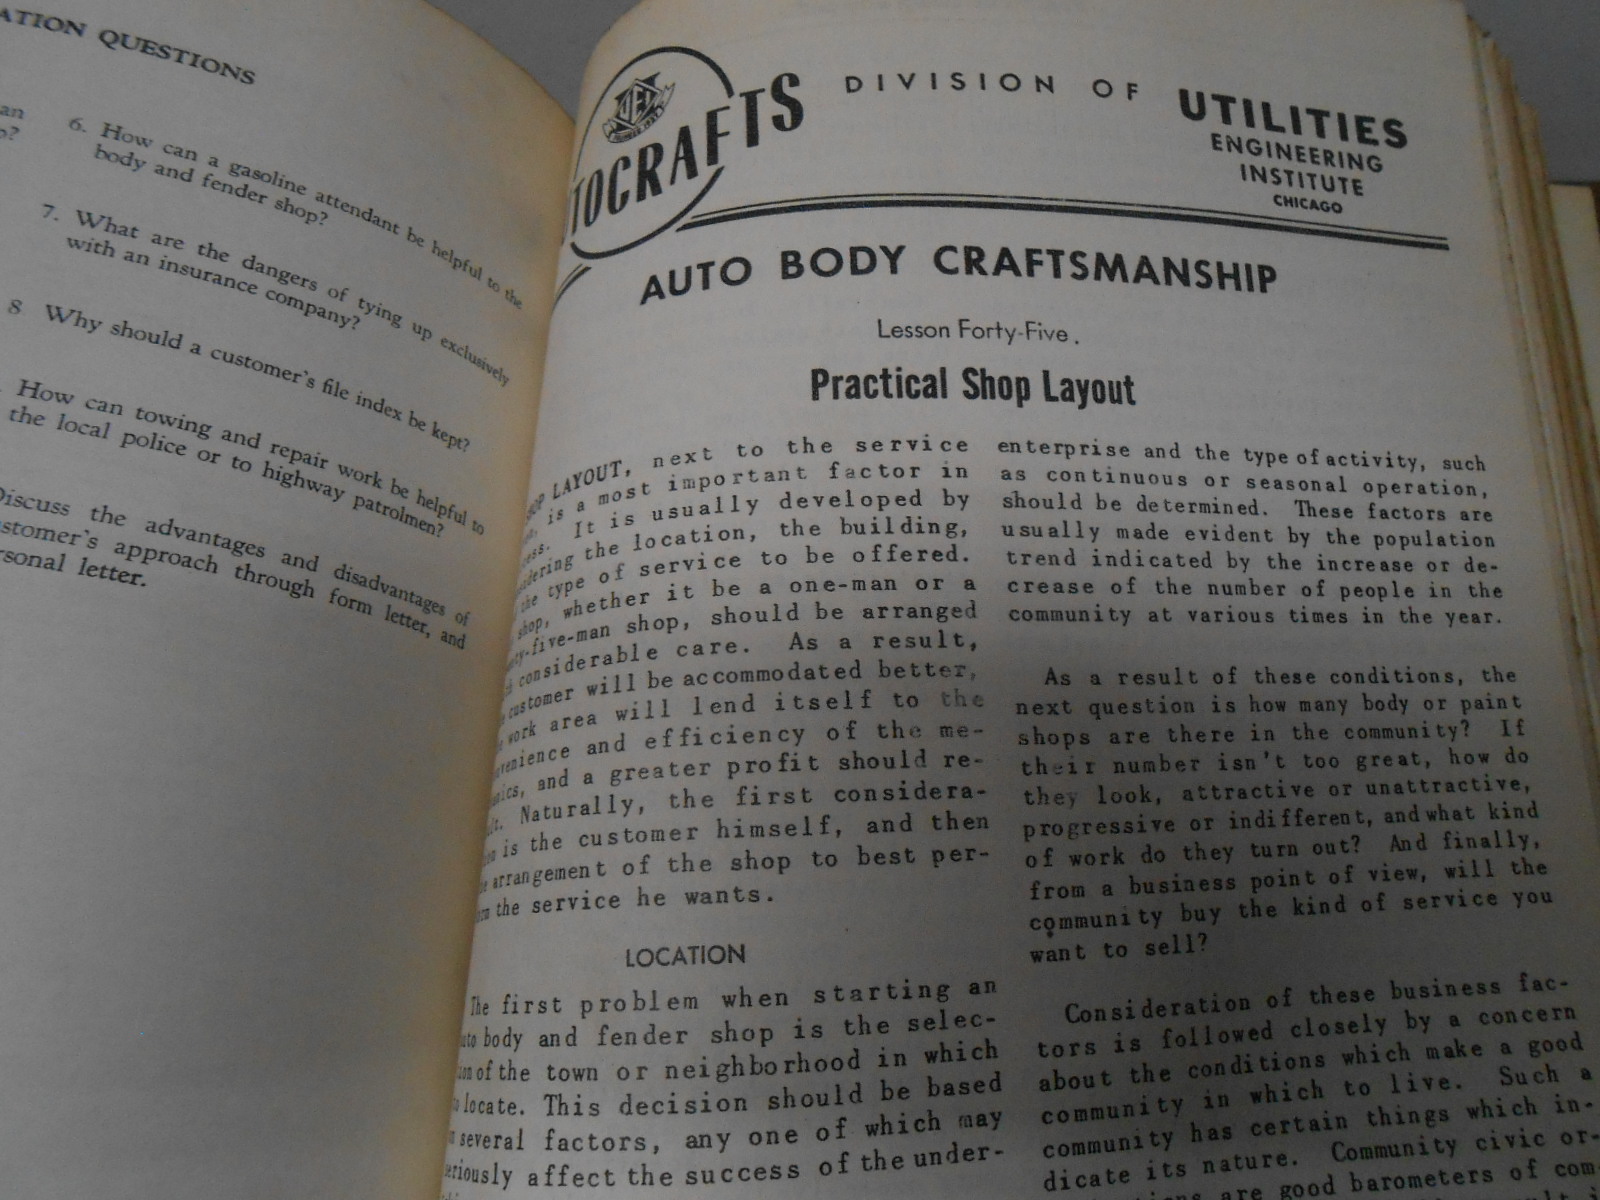 ATION QUESTIONS
an
6. How can a gasoline attendant be helpful to the
body and fender shop?
7. What are the dangers of tying up exclusively
with an insurance company?
8 Why should a customer's file index be kept?
How can towing and repair work be helpful to
the local police or to highway patrolmen?
Discuss the advantages and disadvantages of
stomer's approach through form letter, and
rsonal letter.
TOCRAFTS
UEI
DIVISION OF UTILITIES
ENGINEERING
INSTITUTE
CHICAGO
AUTO BODY CRAFTSMANSHIP
Lesson Forty-Five.
Practical Shop Layout
HOP LAYOUT, next to the service
is a most important factor in
ess. It is usually developed by
dering the location, the building,
the type of service to be offered.
shop, whether it be a one-man or a
ty-five-man shop, should be arranged
considerable care. As a result,
customer will be accommodated better,
work area will lend itself to the
venience and efficiency of the me-
nics, and a greater profit should re-
lt. Naturally, the first considera-
on is the customer himself, and then
e arrangement of the shop to best per-
rm the service he wants.
LOCATION
The first problem when starting an
uto body and fender shop is the selec-
ion of the town or neighborhood in which
to locate. This decision should be based
n several factors, any one of which may
eriously affect the success of the under-
enterprise and the type of activity, such
as continuous or seasonal operation,
should be determined. These factors are
usually made evident by the population
trend indicated by the increase or de-
crease of the number of people in the
community at various times in the year.
As a result of these conditions, the
next question is how many body or paint
shops are there in the community? If
their number isn't too great, how do
they look, attractive or unattractive,
progressive or indifferent, and what kind
of work do they turn out? And finally,
from a business point of view, will the
community buy the kind of service you
want to sell?
Consideration of these business fac-
tors is followed closely by a concern
about the conditions which make a good
community in which to live. Such a
community has certain things which in-
dicate its nature. Community civic or-
are good barometers of com